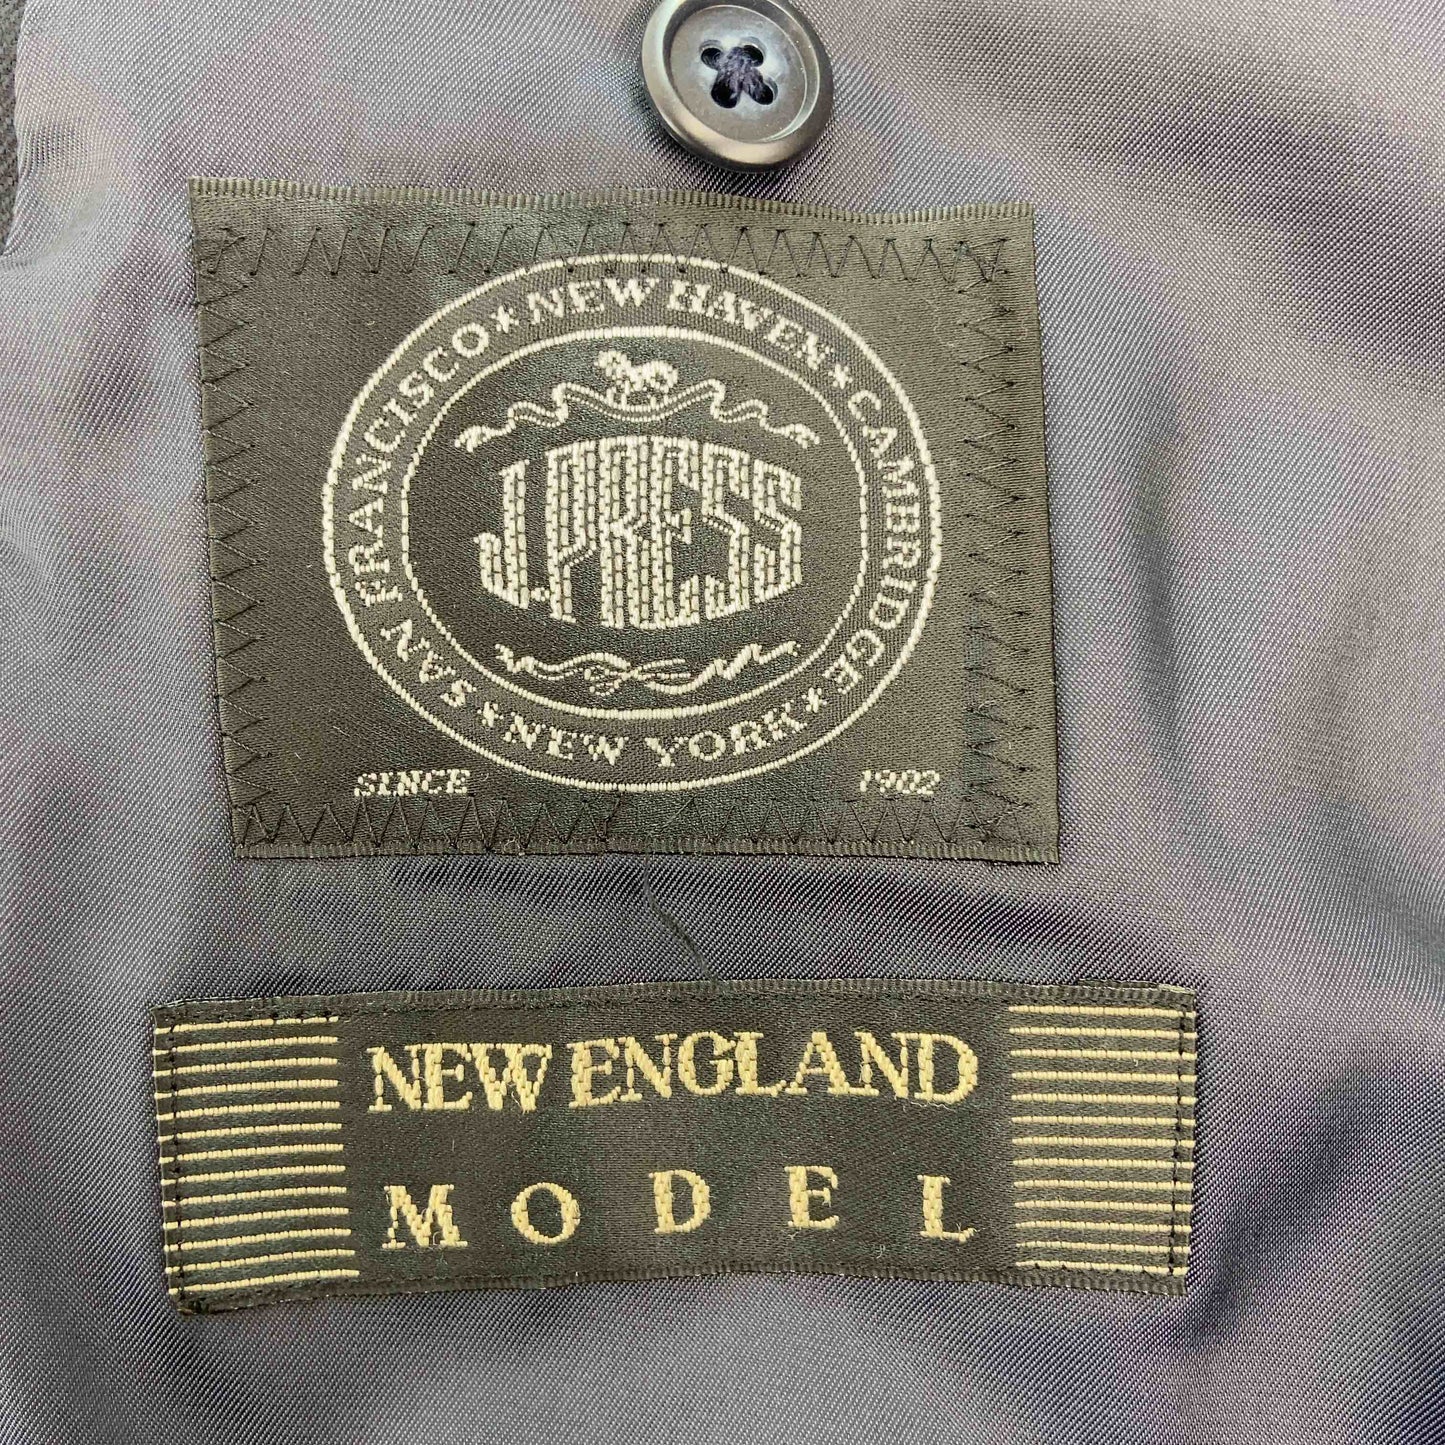 NEW HAVEN * CAMBRIDGE * NEW YORK * SAN FRANCISCO *
J.PRESS
SINCE 1902
NEW ENGLAND
MODEL